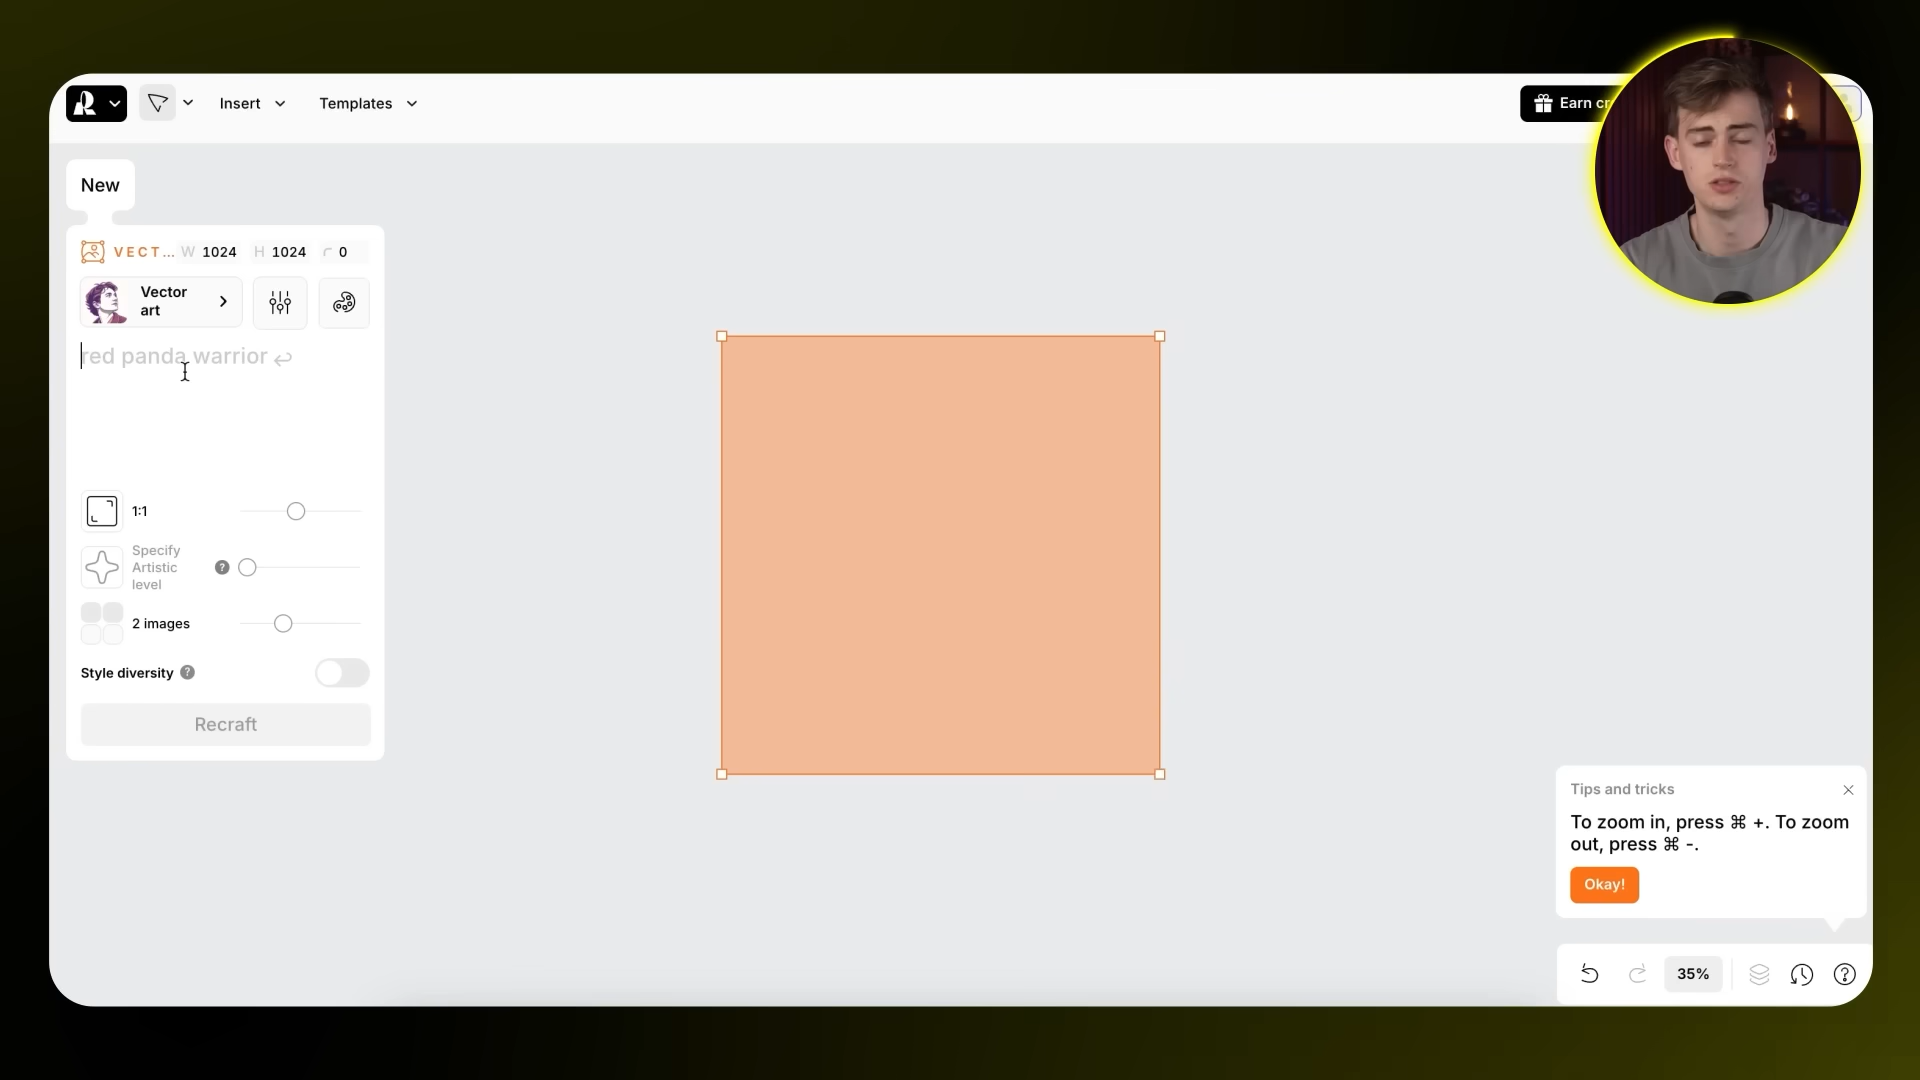 Insert
Templates
Earn cr
New
VECT... W 1024 H 1024 0
Vector
art
red panda warrior
1:1
Specify
Artistic
level
?
2 images
Style diversity ?
Recraft
Tips and tricks
To zoom in, press ⌘ +. To zoom
out, press ⌘ -.
Okay!
35%
?